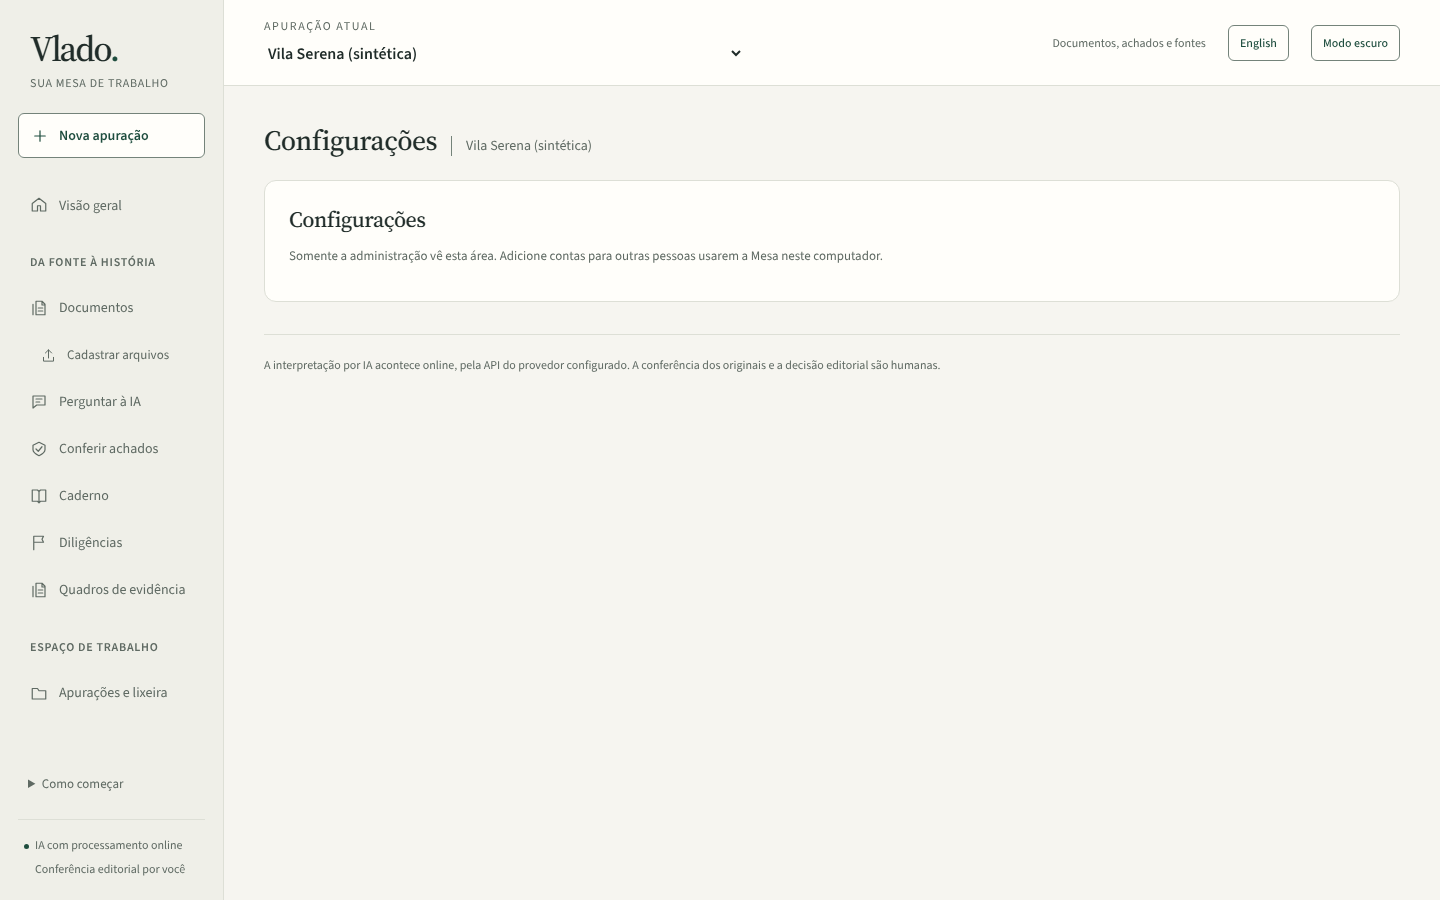 Vlado.
SUA MESA DE TRABALHO
Nova apuração
Visão geral
DA FONTE À HISTÓRIA
Documentos
Cadastrar arquivos
Perguntar à IA
Conferir achados
Caderno
Diligências
Quadros de evidência
ESPAÇO DE TRABALHO
Apurações e lixeira
Como começar
IA com processamento online
Conferência editorial por você
APURAÇÃO ATUAL
Vila Serena (sintética)
Documentos, achados e fontes
English
Modo escuro
Configurações
Vila Serena (sintética)
Configurações
Somente a administração vê esta área. Adicione contas para outras pessoas usarem a Mesa neste computador.
A interpretação por IA acontece online, pela API do provedor configurado. A conferência dos originais e a decisão editorial são humanas.